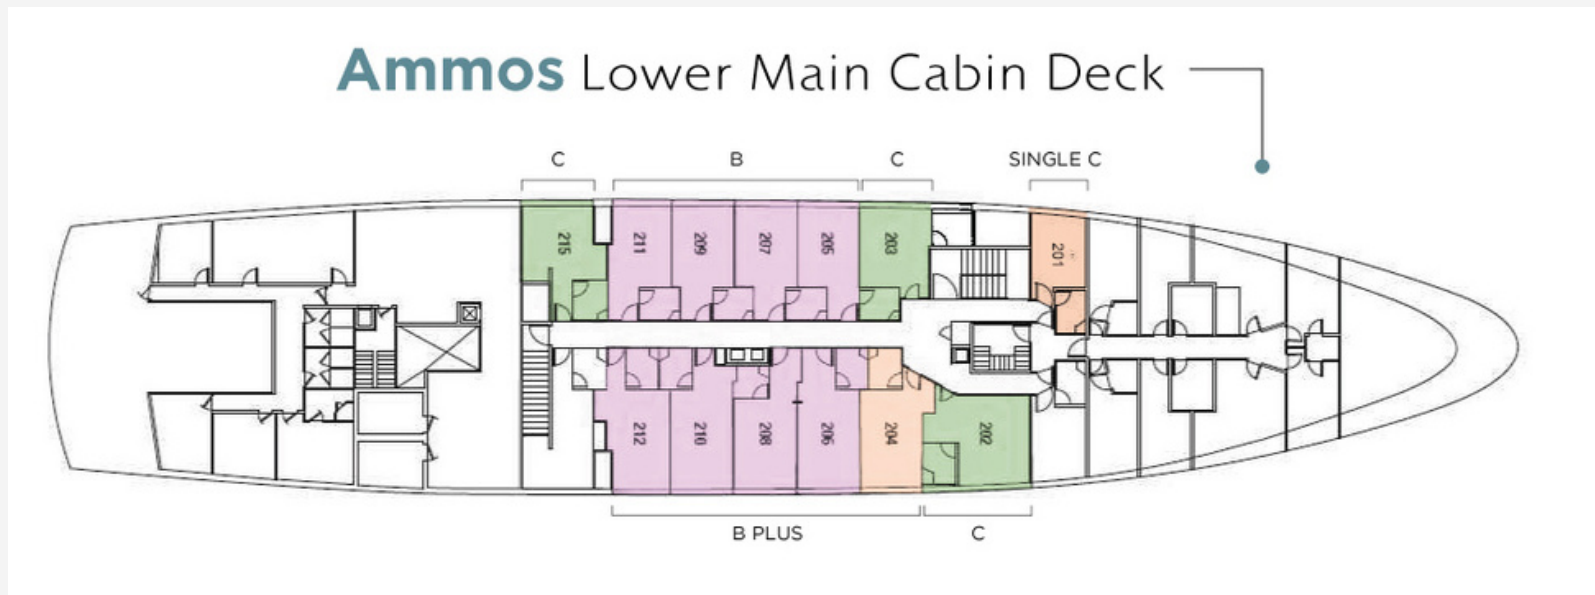 Ammos Lower Main Cabin Deck
C B C SINGLE C
215 211 209 207 205 203 201
212 210 208 206 204 202
B PLUS C